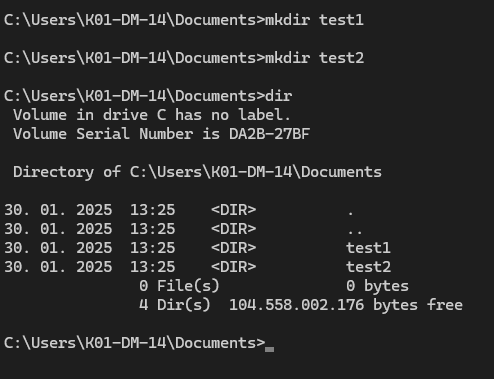 C:\Users\K01-DM-14\Documents>mkdir test1
C:\Users\K01-DM-14\Documents>mkdir test2
C:\Users\K01-DM-14\Documents>dir
 Volume in drive C has no label.
 Volume Serial Number is DA2B-27BF
 Directory of C:\Users\K01-DM-14\Documents
30. 01. 2025  13:25    <DIR>          .
30. 01. 2025  13:25    <DIR>          ..
30. 01. 2025  13:25    <DIR>          test1
30. 01. 2025  13:25    <DIR>          test2
               0 File(s)              0 bytes
               4 Dir(s)  104.558.002.176 bytes free
C:\Users\K01-DM-14\Documents>